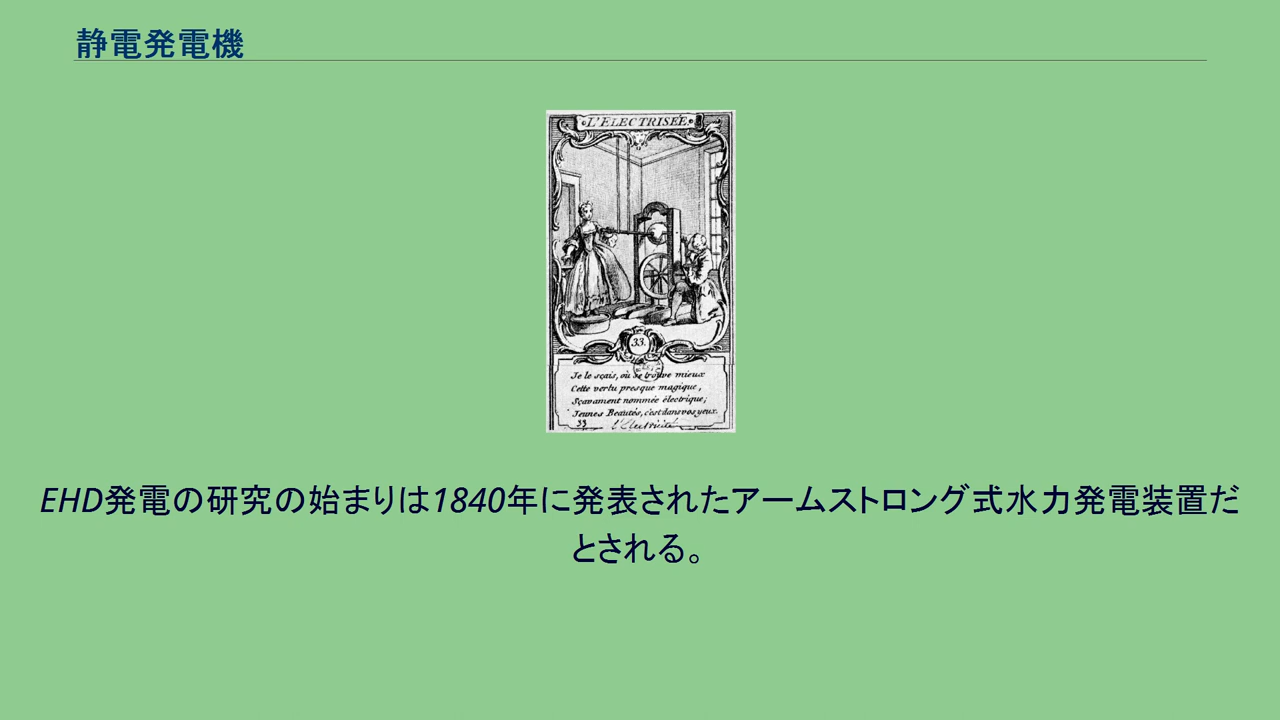 静電発電機
L'ELECTRISÉE
33.
Je le sçais, où se trouve mieux
Cette vertu presque magique,
Sçavament nommée électrique;
Jeunes Beautés, c'est dans vos yeux.
33
l'Electricité
EHD発電の研究の始まりは1840年に発表されたアームストロング式水力発電装置だ
とされる。